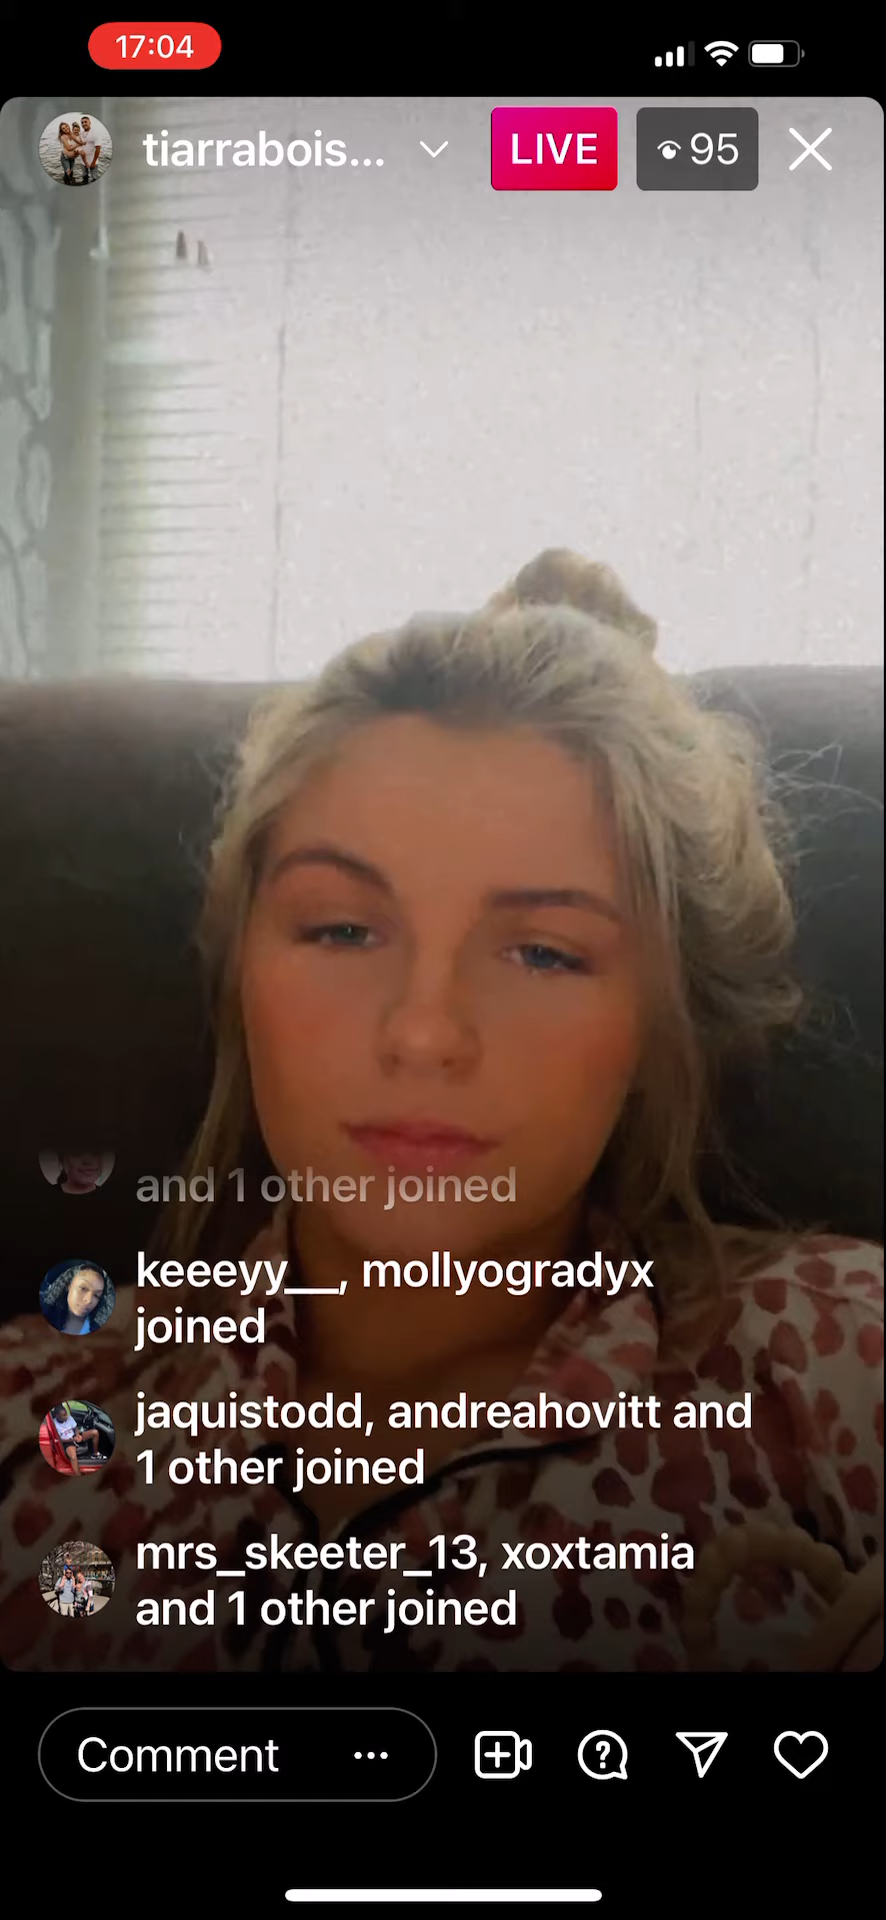 17:04
tiarrabois...
LIVE
95
and 1 other joined
keeeyy__, mollyogradyx
joined
jaquistodd, andreahovitt and
1 other joined
mrs_skeeter_13, xoxtamia
and 1 other joined
Comment